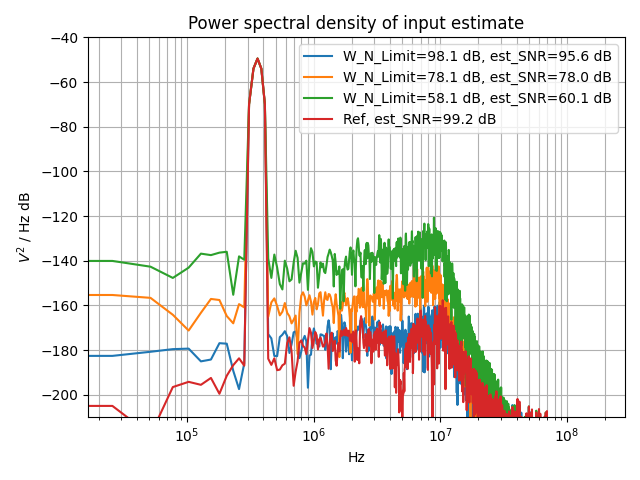 Power spectral density of input estimate
W_N_Limit=98.1 dB, est_SNR=95.6 dB
W_N_Limit=78.1 dB, est_SNR=78.0 dB
W_N_Limit=58.1 dB, est_SNR=60.1 dB
Ref, est_SNR=99.2 dB
V² / Hz dB
−40
−60
−80
−100
−120
−140
−160
−180
−200
10⁵ 10⁶ 10⁷ 10⁸
Hz